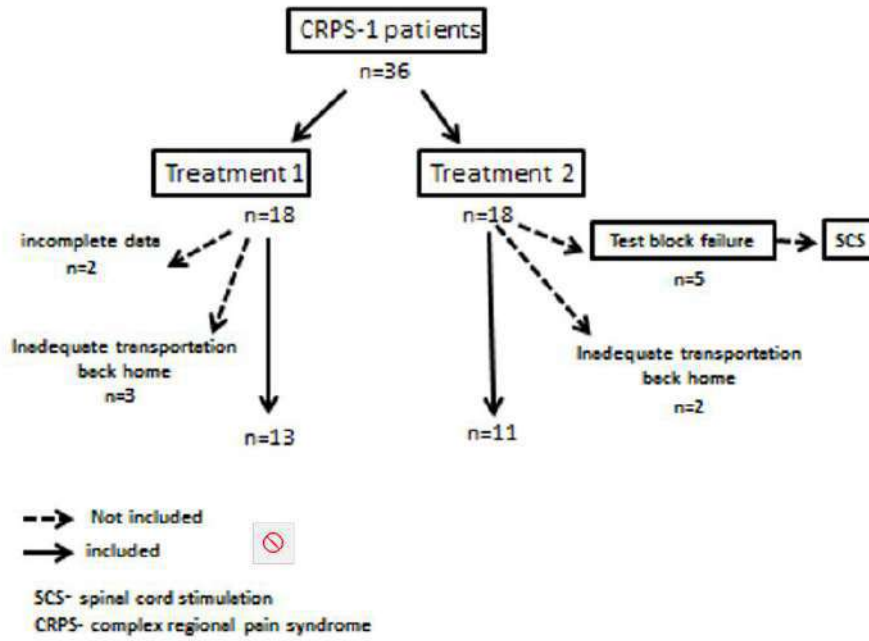 CRPS-1 patients
n=36
Treatment 1
Treatment 2
n=18
n=18
incomplete data
n=2
Test block failure
SCS
n=5
Inadequate transportation
back home
n=3
Inadequate transportation
back home
n=2
n=13
n=11
Not included
included
SCS- spinal cord stimulation
CRPS- complex regional pain syndrome